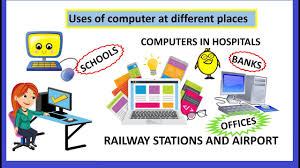 Uses of computer at different places
COMPUTERS IN HOSPITALS
SCHOOLS
BANKS
OFFICES
RAILWAY STATIONS AND AIRPORT